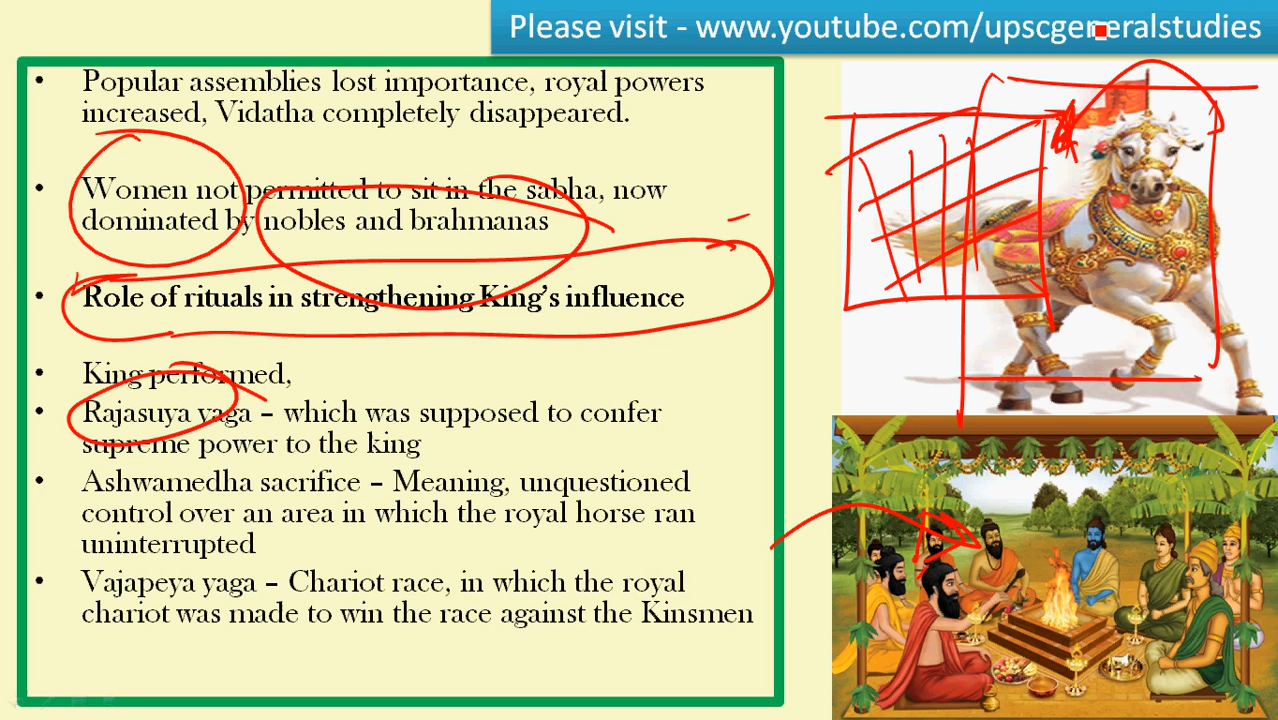 Please visit - www.youtube.com/upscgeneralstudies
• Popular assemblies lost importance, royal powers
increased, Vidatha completely disappeared.
• Women not permitted to sit in the sabha, now
dominated by nobles and brahmanas
• Role of rituals in strengthening King's influence
• King performed,
• Rajasuya yaga – which was supposed to confer
supreme power to the king
• Ashwamedha sacrifice – Meaning, unquestioned
control over an area in which the royal horse ran
uninterrupted
• Vajapeya yaga – Chariot race, in which the royal
chariot was made to win the race against the Kinsmen